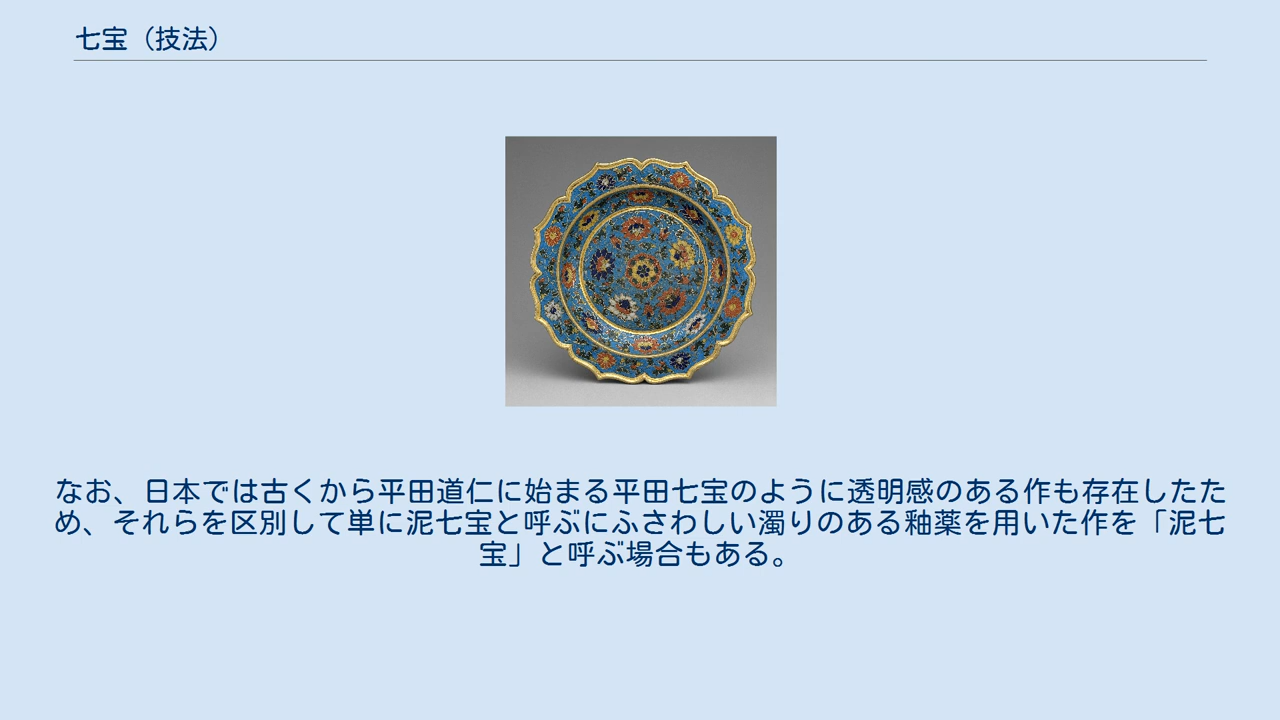 七宝（技法）
なお、日本では古くから平田道仁に始まる平田七宝のように透明感のある作も存在したた
め、それらを区別して単に泥七宝と呼ぶにふさわしい濁りのある釉薬を用いた作を「泥七
宝」と呼ぶ場合もある。